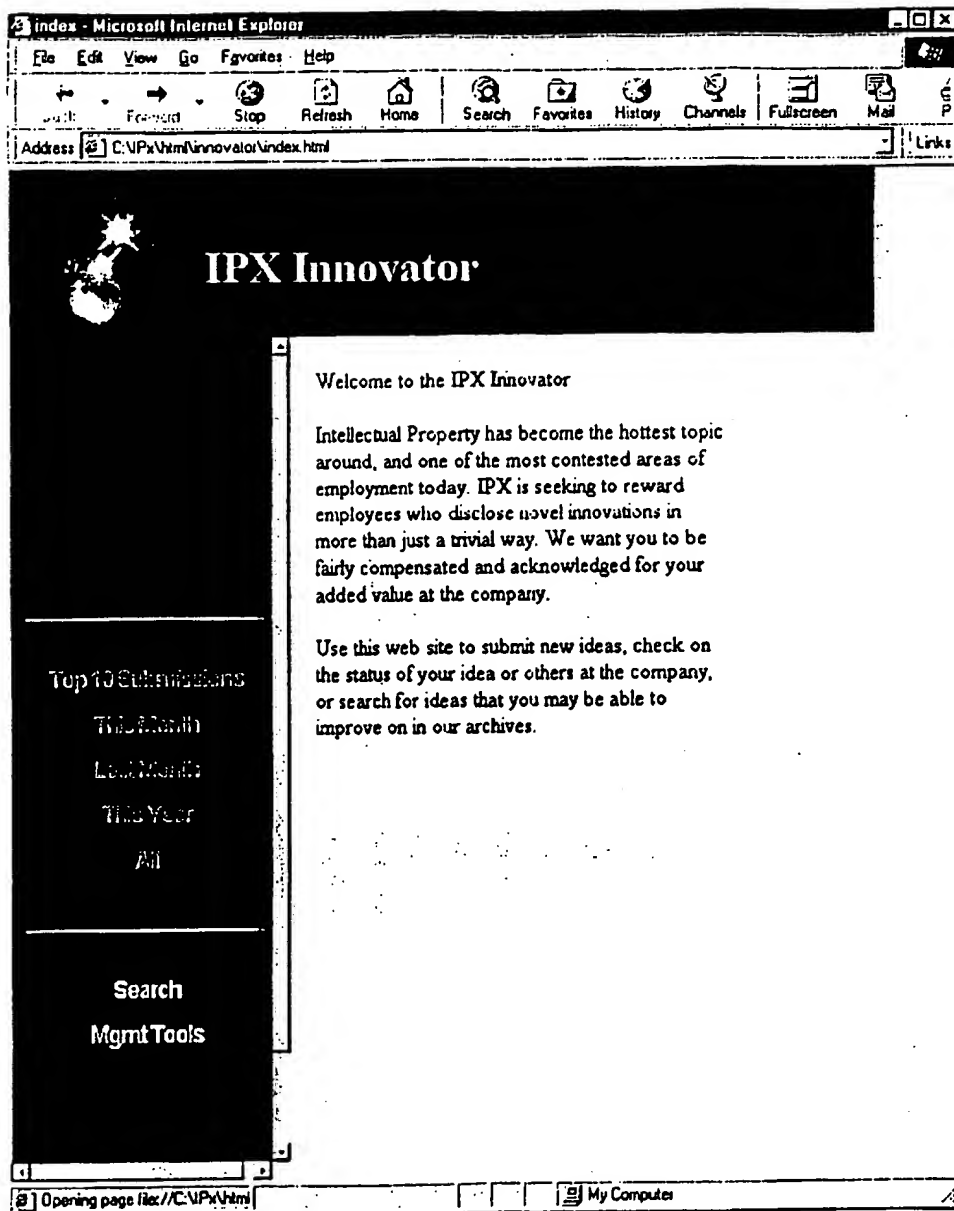 index - Microsoft Internet Explorer
File Edit View Go Favorites Help
Back Forward Stop Refresh Home Search Favorites History Channels Fullscreen Mail P
Address C:\IPx\html\innovator\index.html Links
IPX Innovator
Welcome to the IPX Innovator
Intellectual Property has become the hottest topic
around, and one of the most contested areas of
employment today. IPX is seeking to reward
employees who disclose novel innovations in
more than just a trivial way. We want you to be
fairly compensated and acknowledged for your
added value at the company.
Use this web site to submit new ideas, check on
the status of your idea or others at the company,
or search for ideas that you may be able to
improve on in our archives.
Top 10 Submissions
This Month
Last Month
This Year
All
Search
Mgmt Tools
Opening page file://C:\IPx\html My Computer